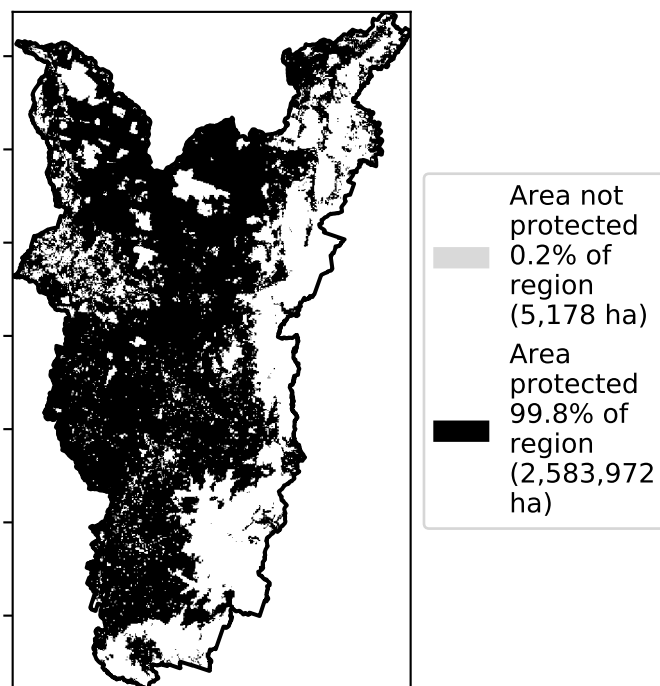 Area not
protected
0.2% of
region
(5,178 ha)
Area
protected
99.8% of
region
(2,583,972
ha)